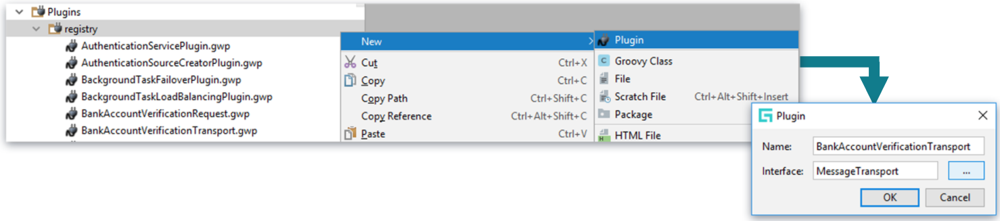 Plugins
registry
AuthenticationServicePlugin.gwp
AuthenticationSourceCreatorPlugin.gwp
BackgroundTaskFailoverPlugin.gwp
BackgroundTaskLoadBalancingPlugin.gwp
BankAccountVerificationRequest.gwp
BankAccountVerificationTransport.gwp
New
Cut Ctrl+X
Copy Ctrl+C
Copy Path Ctrl+Shift+C
Copy Reference Ctrl+Alt+Shift+C
Paste Ctrl+V
Plugin
C Groovy Class
File
Scratch File Ctrl+Alt+Shift+Insert
Package
H HTML File
Plugin
Name: BankAccountVerificationTransport
Interface: MessageTransport ...
OK Cancel